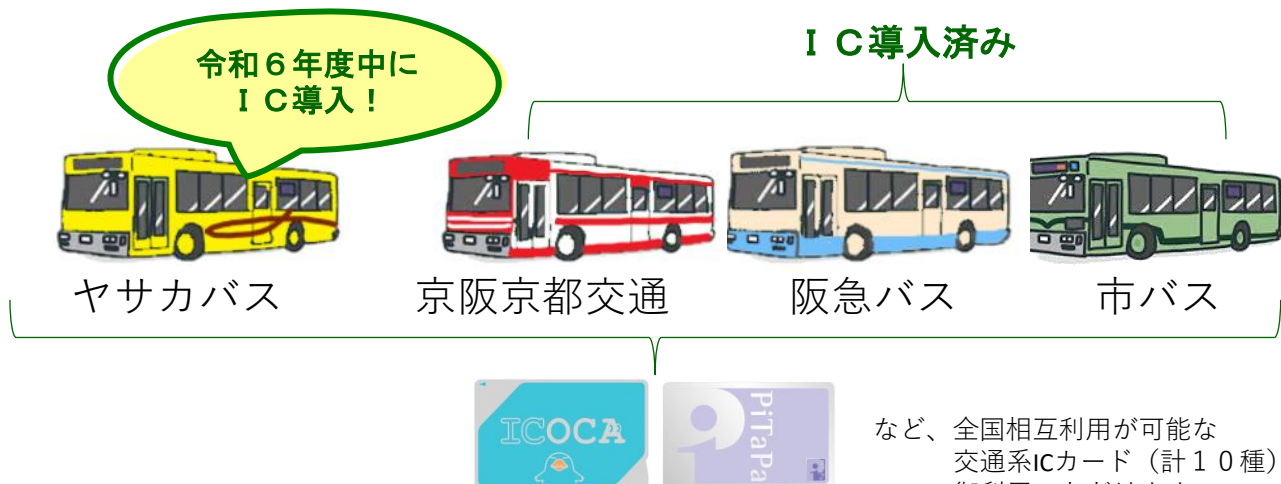 令和６年度中に
ＩＣ導入！
ＩＣ導入済み
ヤサカバス
京阪京都交通
阪急バス
市バス
ICOCA
PiTaPa
など、全国相互利用が可能な
交通系ICカード（計１０種）